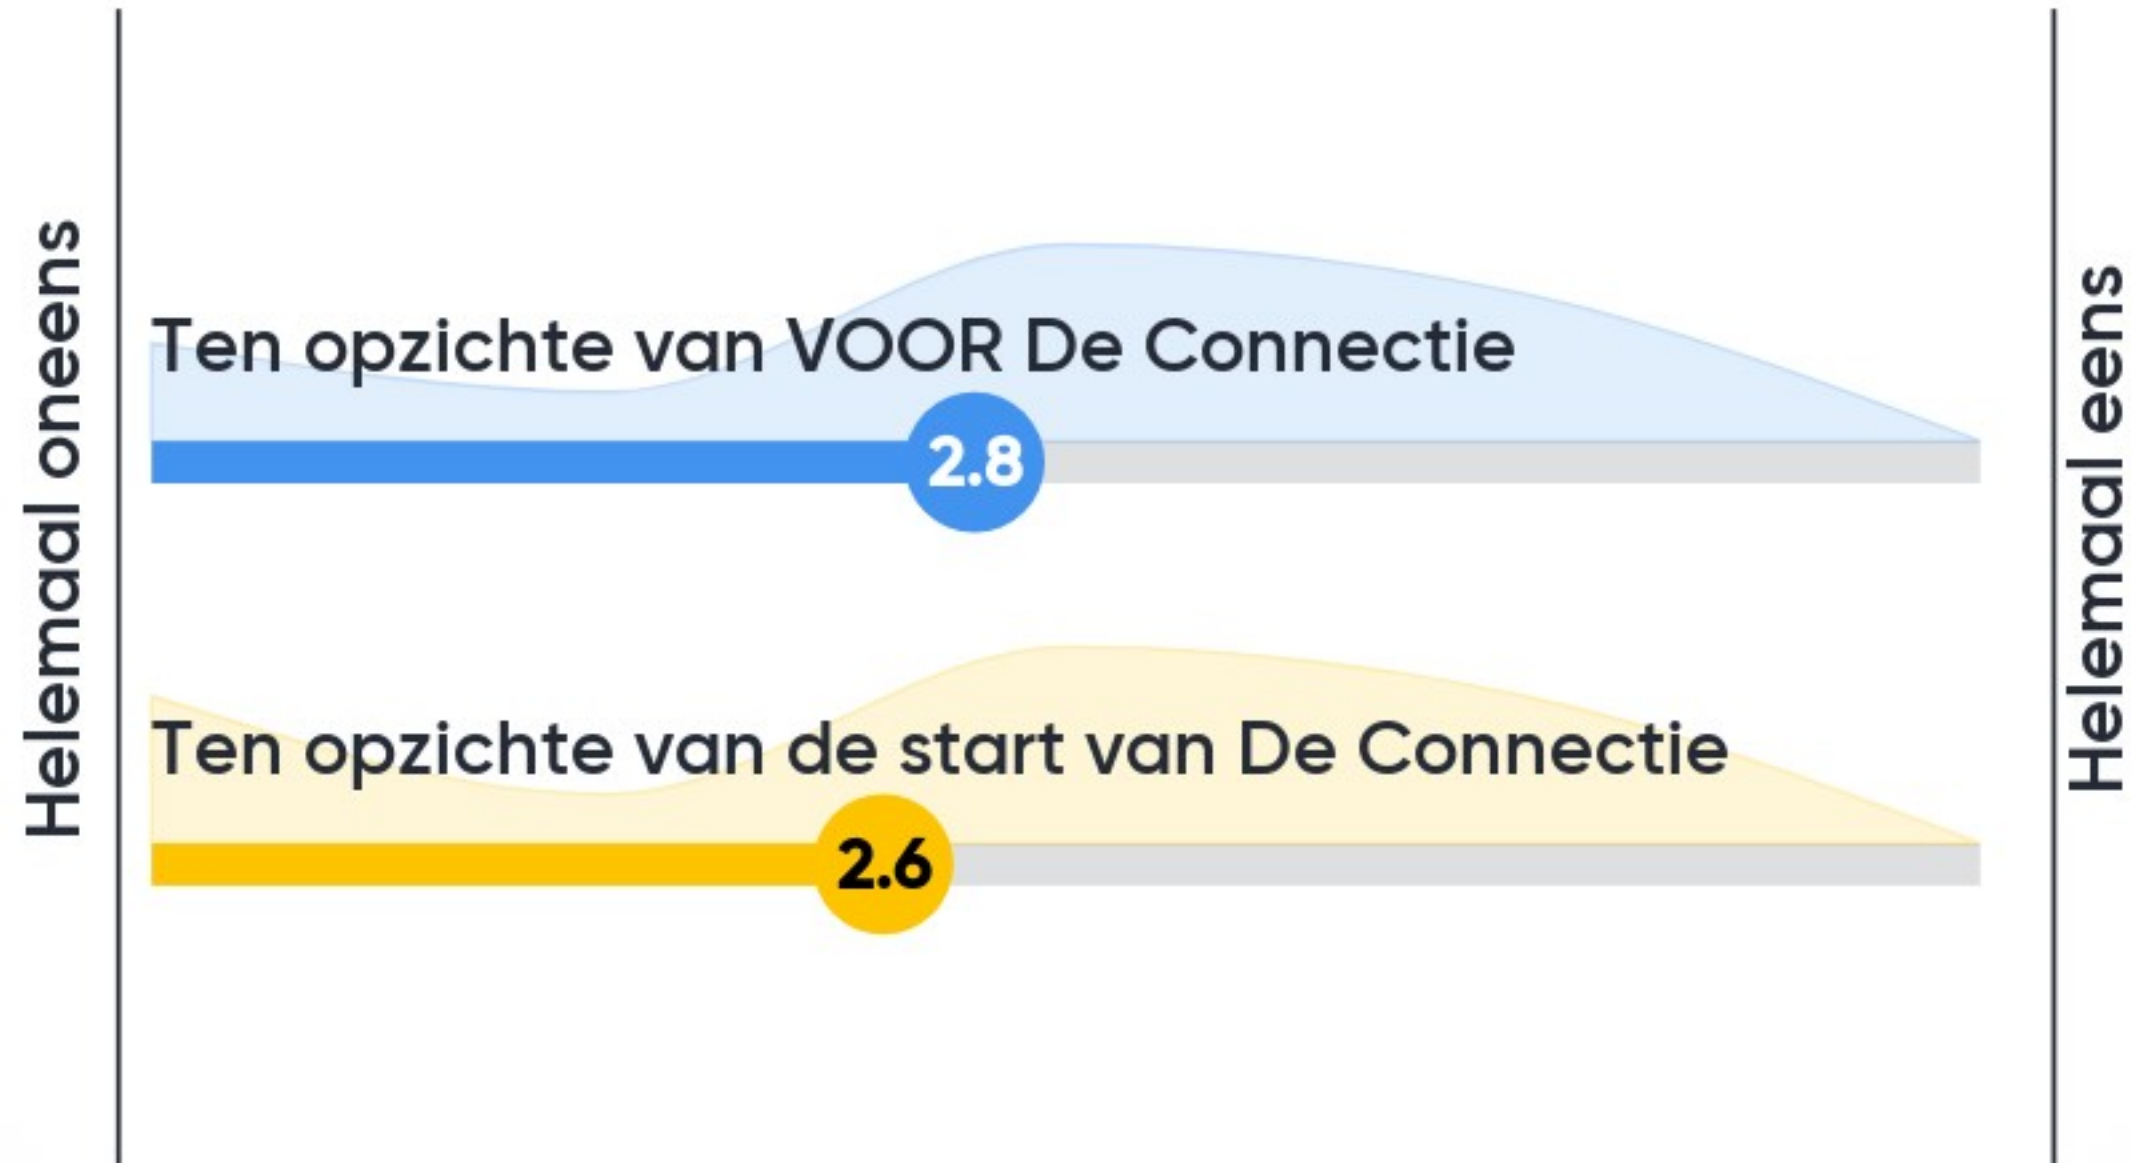 Helemaal oneens
Ten opzichte van VOOR De Connectie
2.8
Ten opzichte van de start van De Connectie
2.6
Helemaal eens